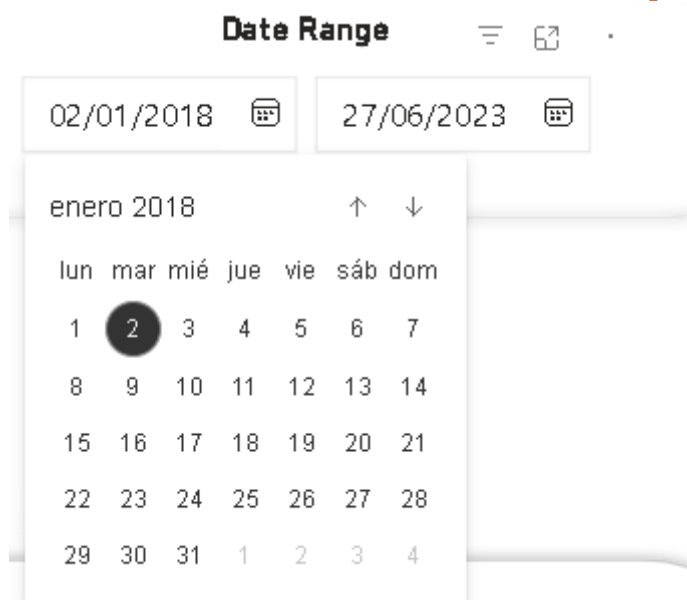 Date Range
02/01/2018 27/06/2023
enero 2018
lun mar mié jue vie sáb dom
1 2 3 4 5 6 7
8 9 10 11 12 13 14
15 16 17 18 19 20 21
22 23 24 25 26 27 28
29 30 31 1 2 3 4